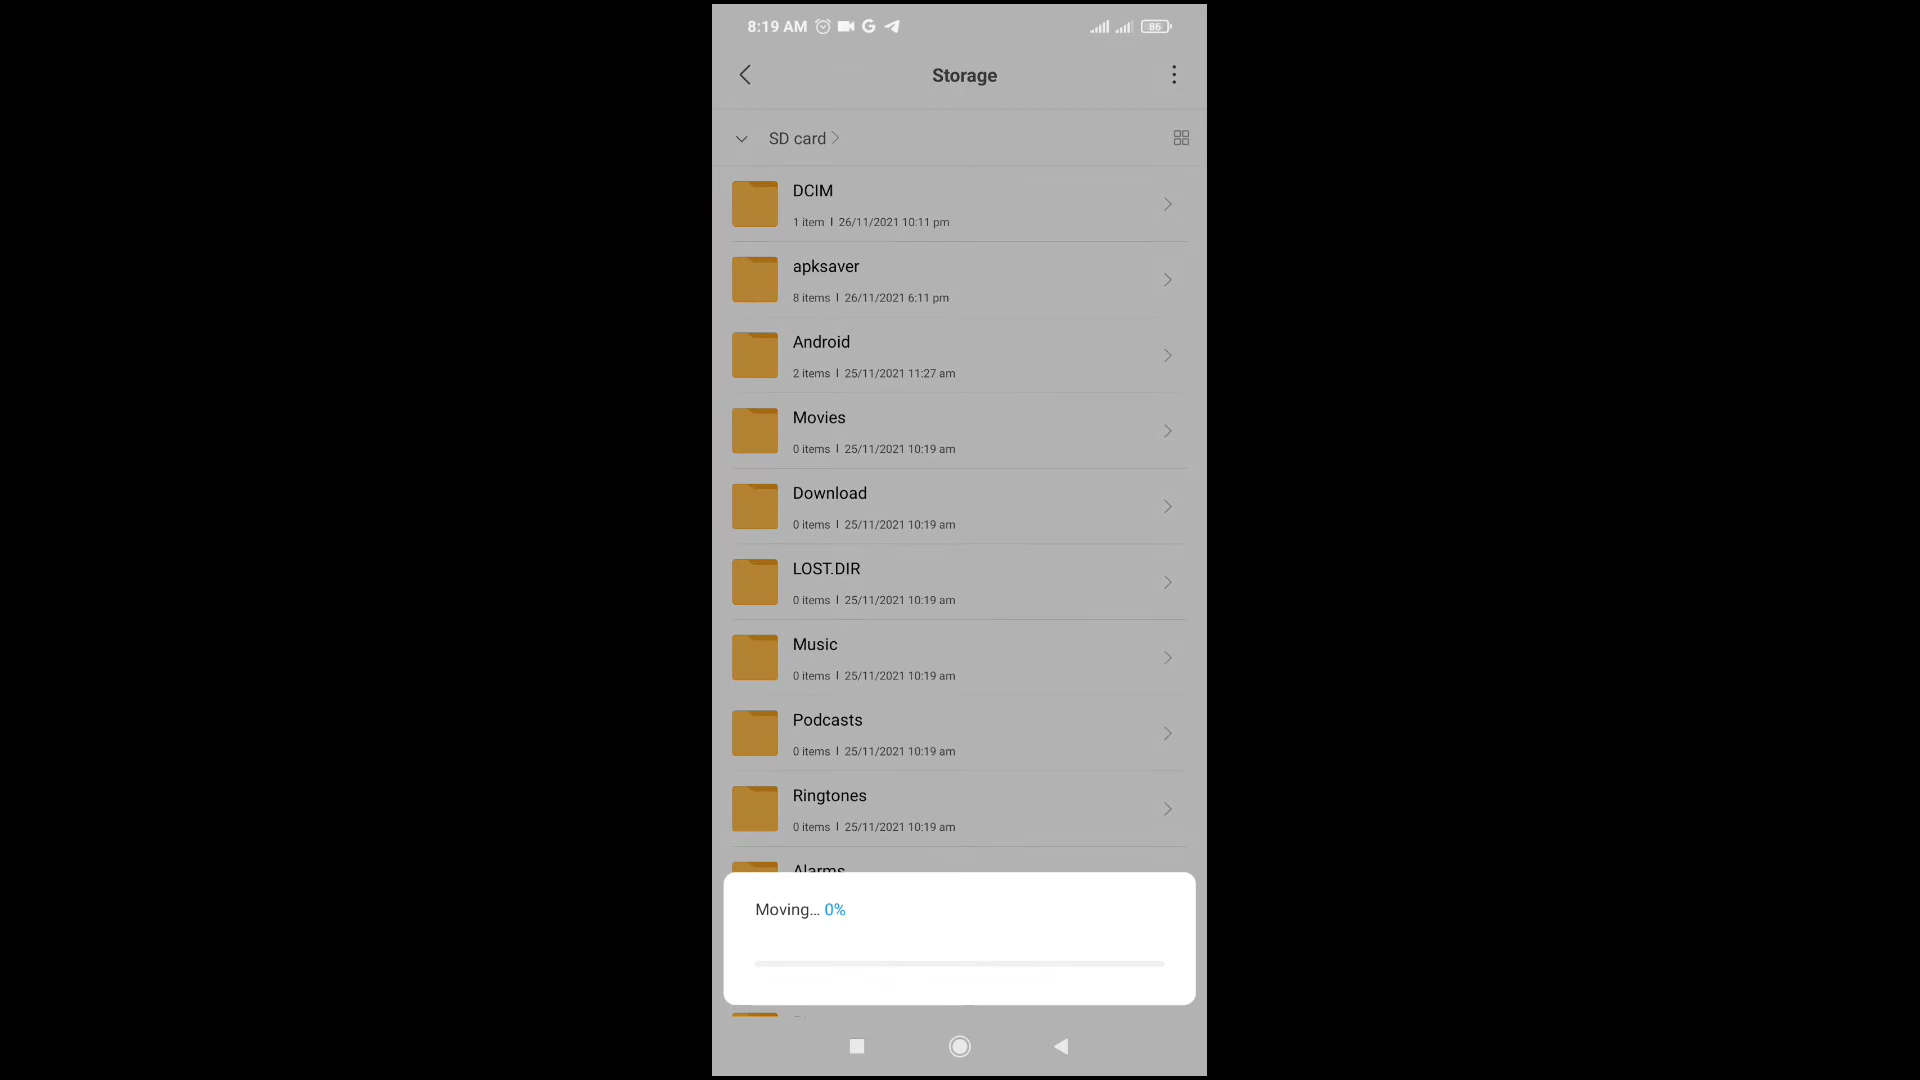 8:19 AM
86
Storage
SD card
DCIM
1 item | 26/11/2021 10:11 pm
apksaver
8 items | 26/11/2021 6:11 pm
Android
2 items | 25/11/2021 11:27 am
Movies
0 items | 25/11/2021 10:19 am
Download
0 items | 25/11/2021 10:19 am
LOST.DIR
0 items | 25/11/2021 10:19 am
Music
0 items | 25/11/2021 10:19 am
Podcasts
0 items | 25/11/2021 10:19 am
Ringtones
0 items | 25/11/2021 10:19 am
Alarms
Moving... 0%